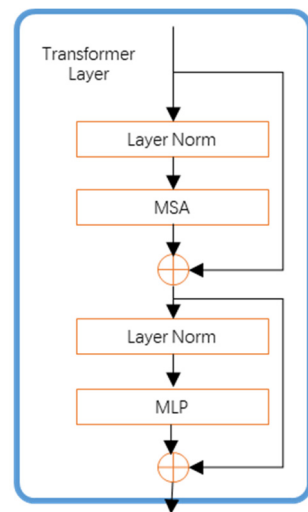 Transformer
Layer
Layer Norm
MSA
Layer Norm
MLP